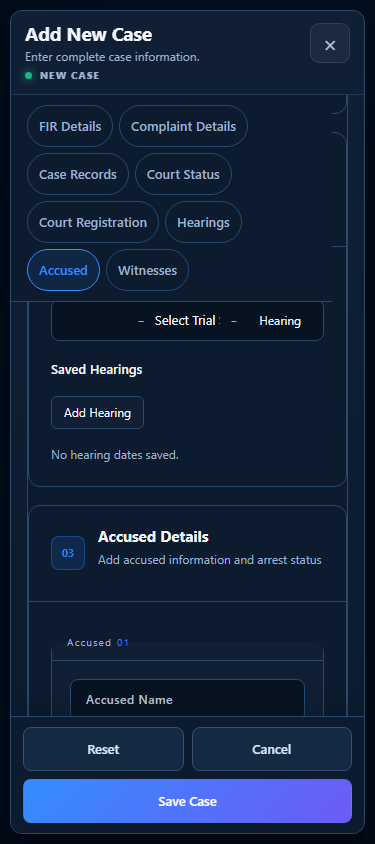 Add New Case
Enter complete case information.
NEW CASE
×
FIR Details
Complaint Details
Case Records
Court Status
Court Registration
Hearings
Accused
Witnesses
– Select Trial – Hearing
Saved Hearings
Add Hearing
No hearing dates saved.
03
Accused Details
Add accused information and arrest status
Accused 01
Accused Name
Reset
Cancel
Save Case